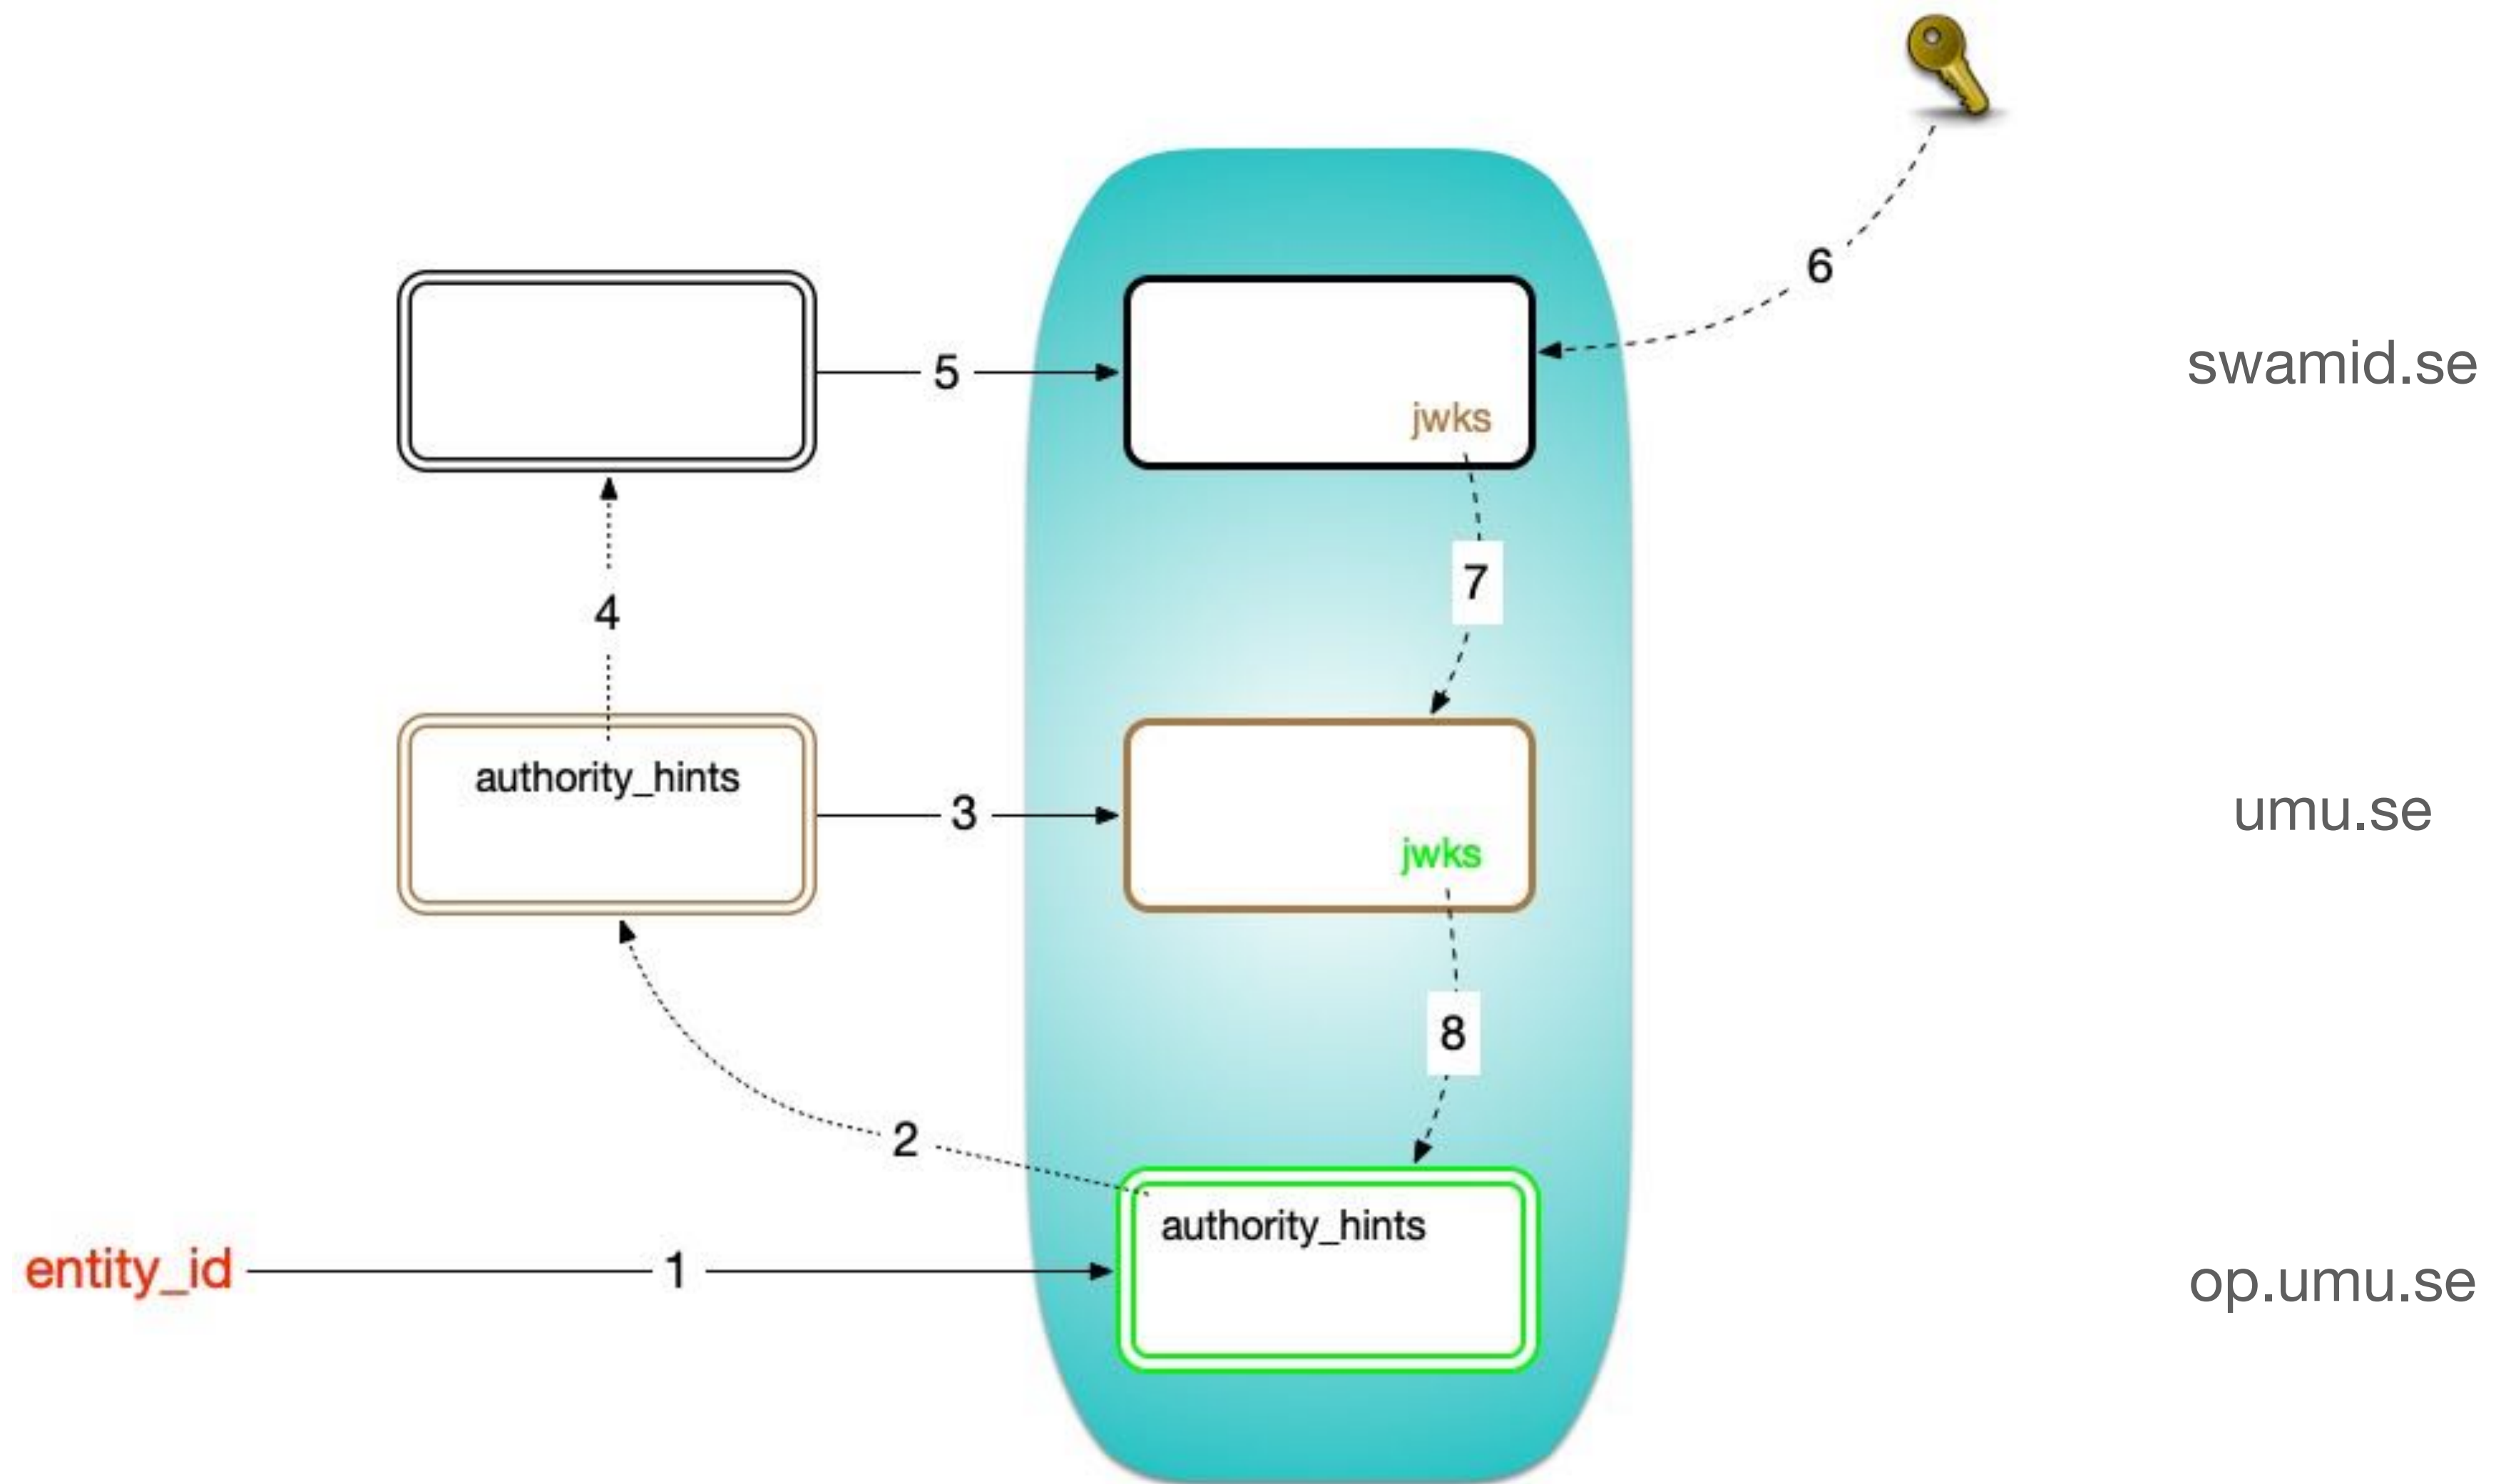 6
5
swamid.se
jwks
7
4
authority_hints
3
umu.se
jwks
8
2
authority_hints
entity_id
1
op.umu.se